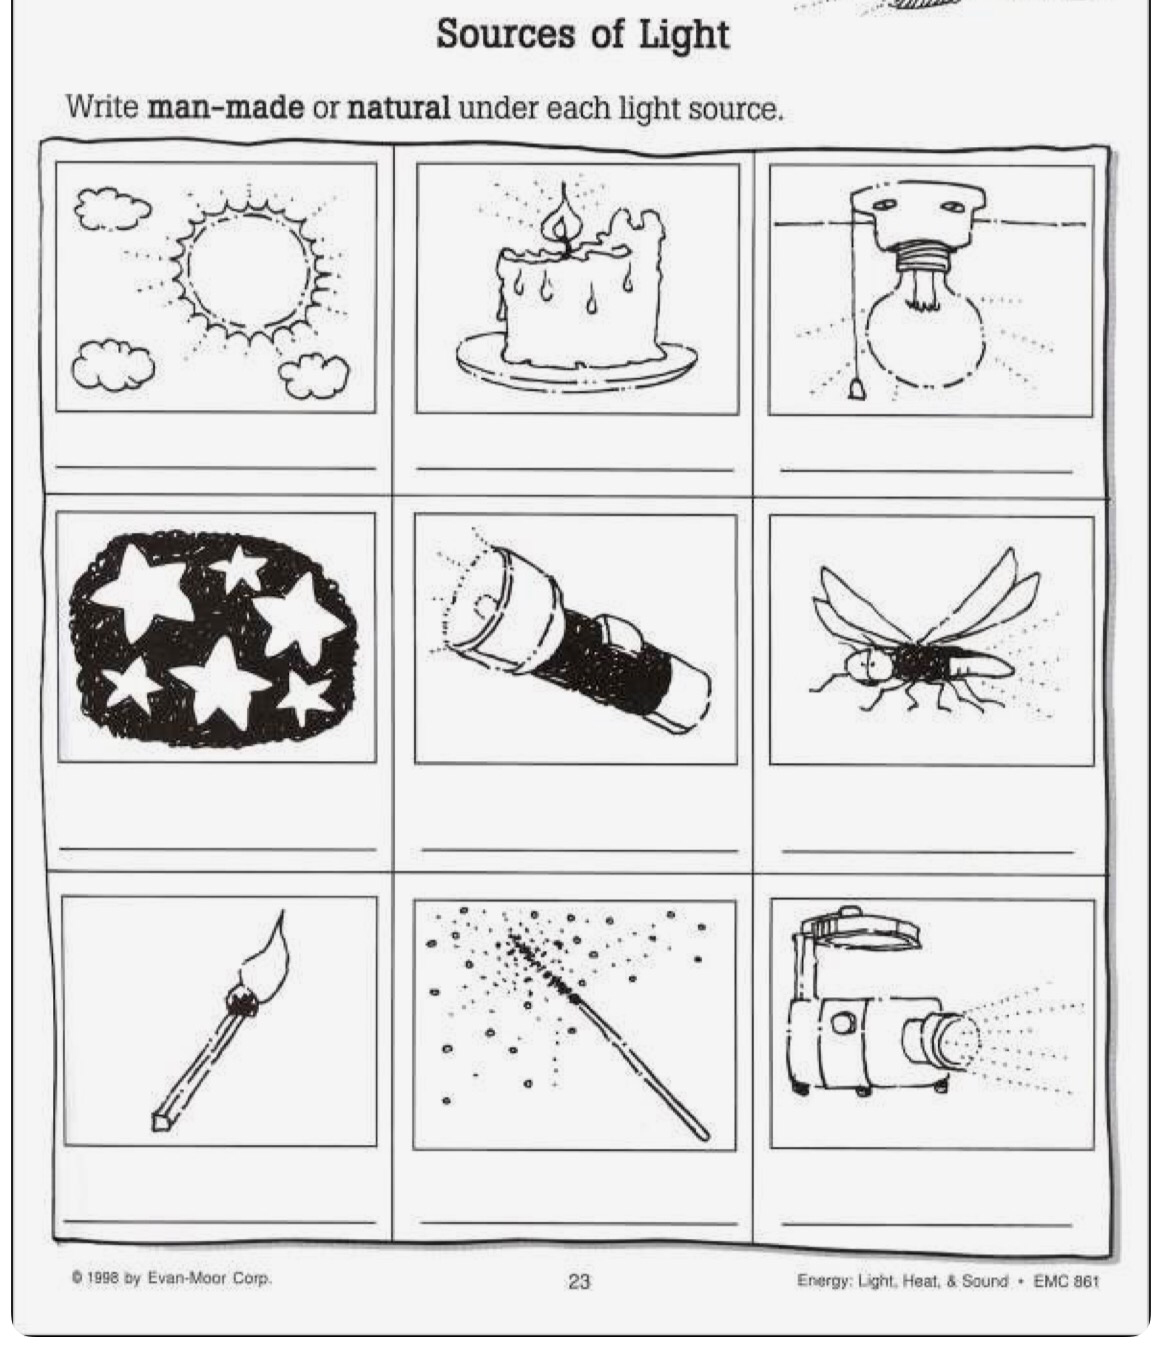 Sources of Light
Write man-made or natural under each light source.
© 1998 by Evan-Moor Corp.
23
Energy: Light, Heat, & Sound • EMC 861